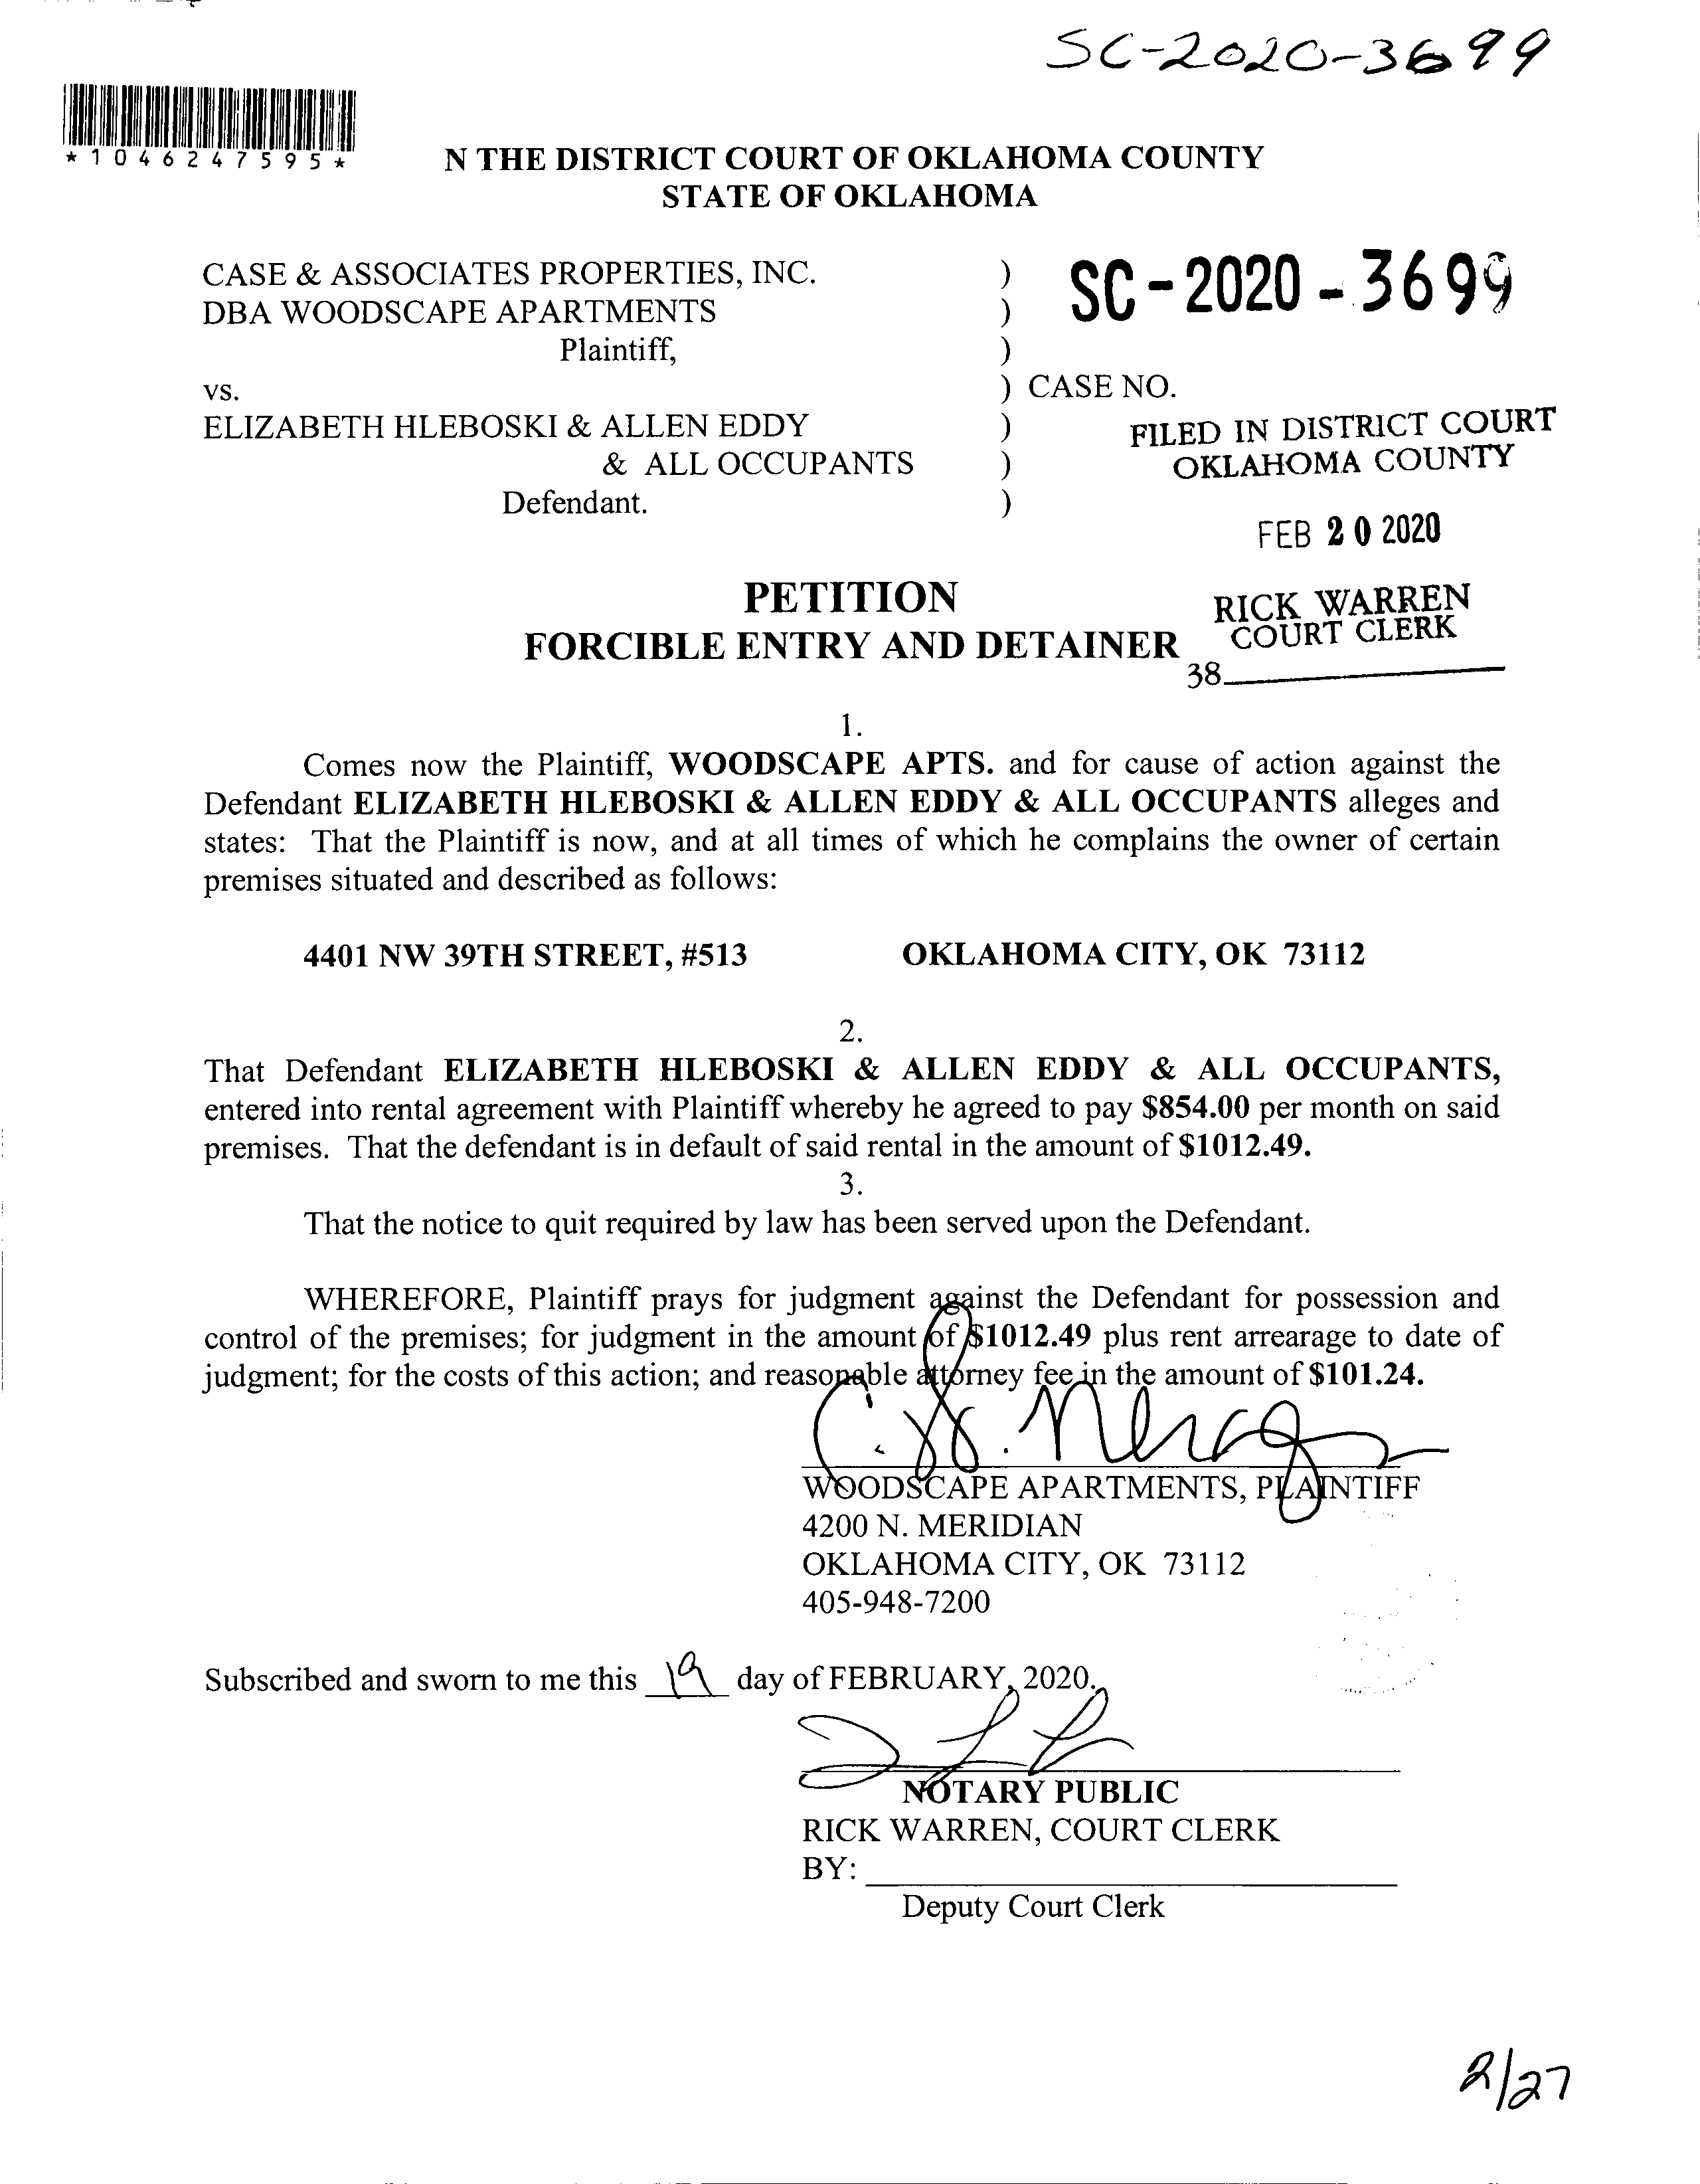 SC-2020-3699
*1046247595*
N THE DISTRICT COURT OF OKLAHOMA COUNTY
STATE OF OKLAHOMA
CASE & ASSOCIATES PROPERTIES, INC. )
DBA WOODSCAPE APARTMENTS )
Plaintiff, )
vs. ) CASE NO.
ELIZABETH HLEBOSKI & ALLEN EDDY )
& ALL OCCUPANTS )
Defendant. )
SC-2020-3699
FILED IN DISTRICT COURT
OKLAHOMA COUNTY
FEB 20 2020
RICK WARREN
COURT CLERK
38
PETITION
FORCIBLE ENTRY AND DETAINER
1.
Comes now the Plaintiff, WOODSCAPE APTS. and for cause of action against the
Defendant ELIZABETH HLEBOSKI & ALLEN EDDY & ALL OCCUPANTS alleges and
states: That the Plaintiff is now, and at all times of which he complains the owner of certain
premises situated and described as follows:
4401 NW 39TH STREET, #513 OKLAHOMA CITY, OK 73112
2.
That Defendant ELIZABETH HLEBOSKI & ALLEN EDDY & ALL OCCUPANTS,
entered into rental agreement with Plaintiff whereby he agreed to pay $854.00 per month on said
premises. That the defendant is in default of said rental in the amount of $1012.49.
3.
That the notice to quit required by law has been served upon the Defendant.
WHEREFORE, Plaintiff prays for judgment against the Defendant for possession and
control of the premises; for judgment in the amount of $1012.49 plus rent arrearage to date of
judgment; for the costs of this action; and reasonable attorney fee in the amount of $101.24.
WOODSCAPE APARTMENTS, PLAINTIFF
4200 N. MERIDIAN
OKLAHOMA CITY, OK 73112
405-948-7200
Subscribed and sworn to me this 19 day of FEBRUARY, 2020.
NOTARY PUBLIC
RICK WARREN, COURT CLERK
BY:
Deputy Court Clerk
2/27